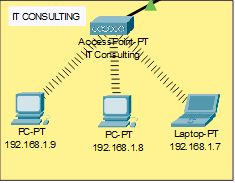 IT CONSULTING
AccessPoint-PT
IT Consulting
PC-PT
192.168.1.9
PC-PT
192.168.1.8
Laptop-PT
192.168.1.7